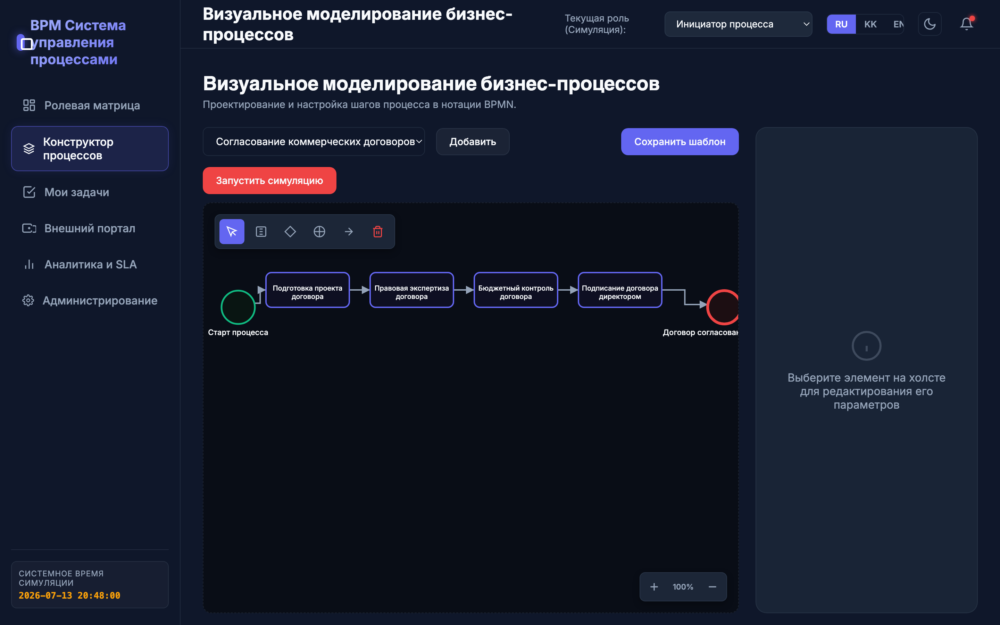 BPM Система
управления
процессами
Ролевая матрица
Конструктор
процессов
Мои задачи
Внешний портал
Аналитика и SLA
Администрирование
СИСТЕМНОЕ ВРЕМЯ
СИМУЛЯЦИИ
2026-07-13 20:48:00
Визуальное моделирование бизнес-
процессов
Текущая роль
(Симуляция):
Инициатор процесса
RU
KK
EN
Визуальное моделирование бизнес-процессов
Проектирование и настройка шагов процесса в нотации BPMN.
Согласование коммерческих договоров
Добавить
Сохранить шаблон
Запустить симуляцию
Подготовка проекта
договора
Правовая экспертиза
договора
Бюджетный контроль
договора
Подписание договора
директором
Старт процесса
Договор согласован
100%
Выберите элемент на холсте
для редактирования его
параметров